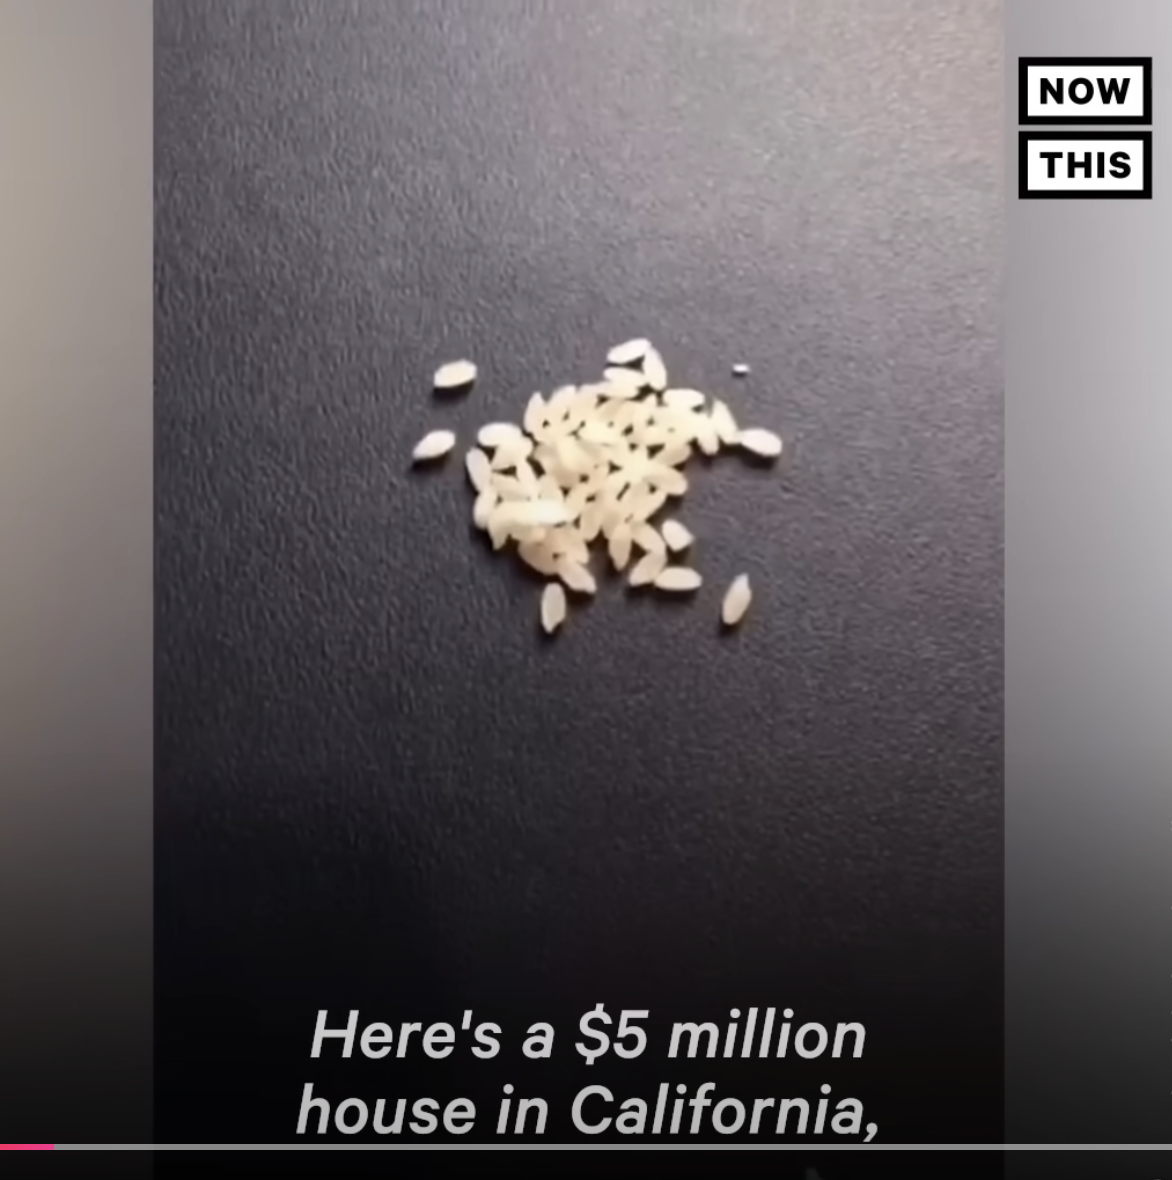 NOW
THIS
Here's a $5 million
house in California,